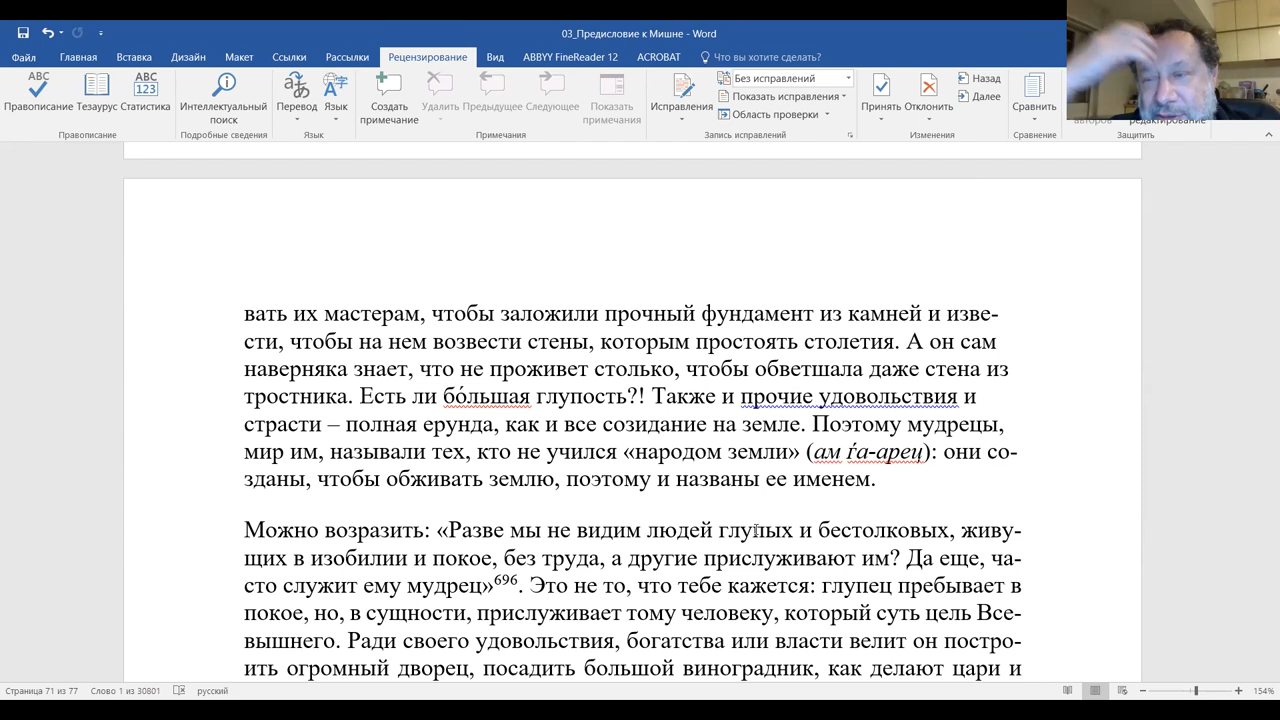 03_Предисловие к Мишне - Word
Файл Главная Вставка Дизайн Макет Ссылки Рассылки Рецензирование Вид ABBYY FineReader 12 ACROBAT Что вы хотите сделать?
ABC ABC 123
Правописание Тезаурус Статистика
Интеллектуальный поиск
Перевод Язык
Создать примечание
Удалить Предыдущее Следующее
Показать примечания
Исправления
Без исправлений
Показать исправления
Область проверки
Принять Отклонить
Назад
Далее
Сравнить
авторов редактирование
Правописание Подробные сведения Язык Примечания Запись исправлений Изменения Сравнение Защитить
вать их мастерам, чтобы заложили прочный фундамент из камней и изве-
сти, чтобы на нем возвести стены, которым простоять столетия. А он сам
наверняка знает, что не проживет столько, чтобы обветшала даже стена из
тростника. Есть ли бо́льшая глупость?! Также и прочие удовольствия и
страсти – полная ерунда, как и все созидание на земле. Поэтому мудрецы,
мир им, называли тех, кто не учился «народом земли» (ам ѓа-арец): они со-
зданы, чтобы обживать землю, поэтому и названы ее именем.
Можно возразить: «Разве мы не видим людей глупых и бестолковых, живу-
щих в изобилии и покое, без труда, а другие прислуживают им? Да еще, ча-
сто служит ему мудрец»⁶⁹⁶. Это не то, что тебе кажется: глупец пребывает в
покое, но, в сущности, прислуживает тому человеку, который суть цель Все-
вышнего. Ради своего удовольствия, богатства или власти велит он постро-
ить огромный дворец, посадить большой виноградник, как делают цари и
Страница 71 из 77 Слово 1 из 30801 русский 154%